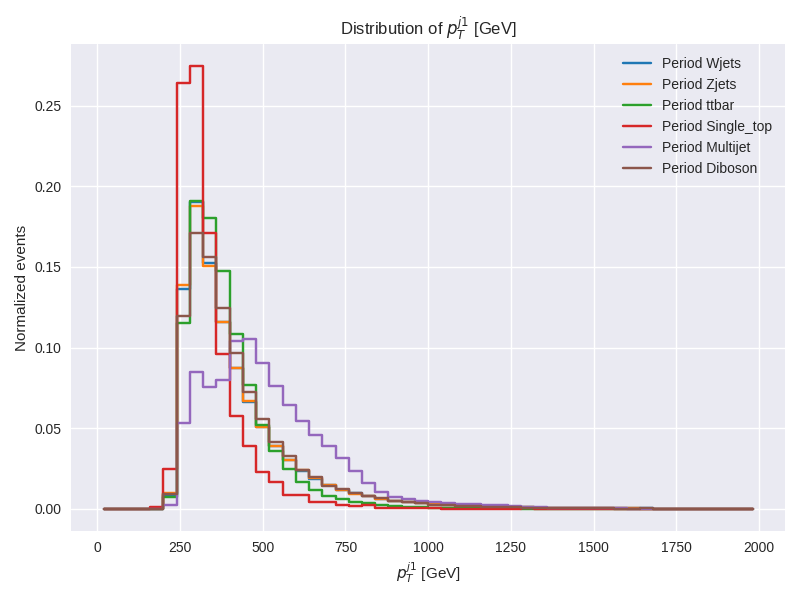 Distribution of $p_T^{j1}$ [GeV]
Period Wjets
Period Zjets
Period ttbar
Period Single_top
Period Multijet
Period Diboson
Normalized events
0.25
0.20
0.15
0.10
0.05
0.00
0 250 500 750 1000 1250 1500 1750 2000
$p_T^{j1}$ [GeV]